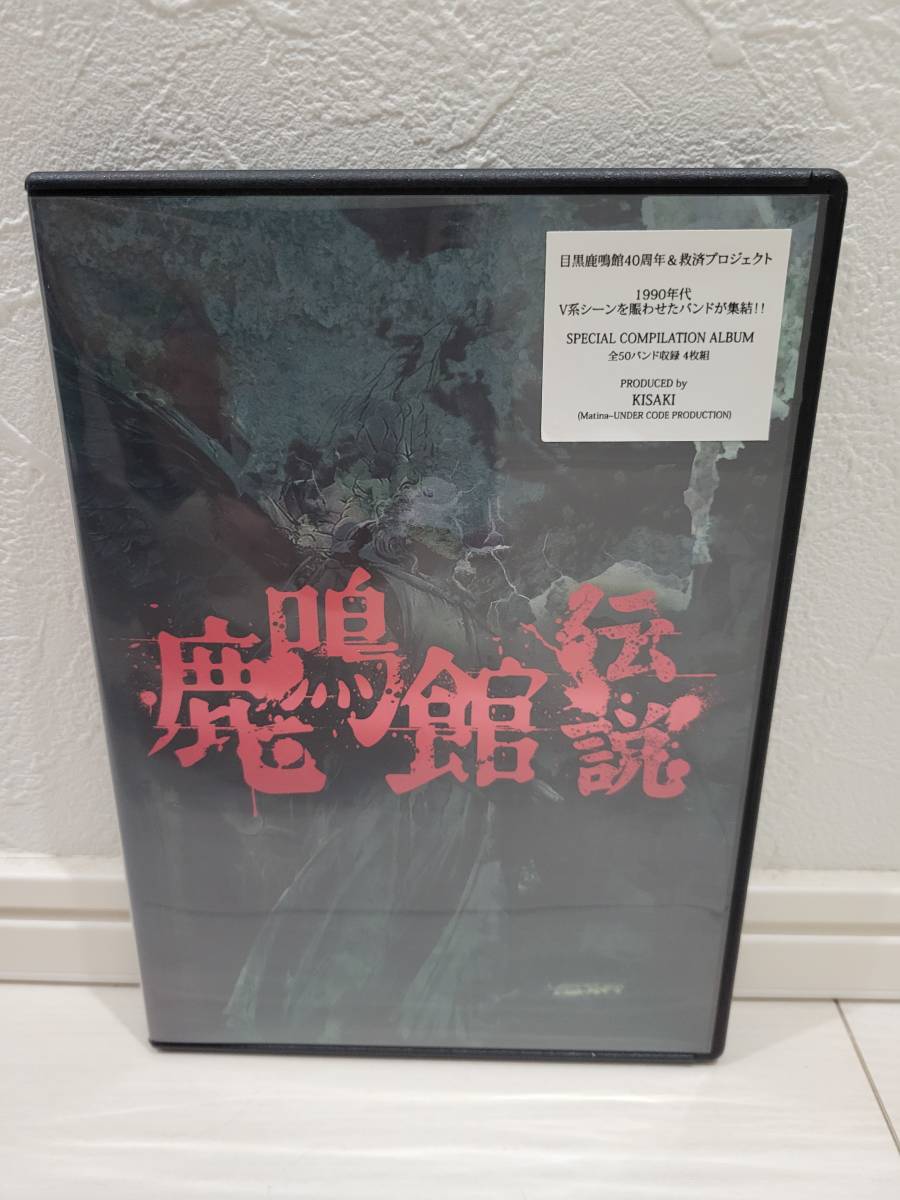 目黒鹿鳴館40周年＆救済プロジェクト
1990年代
V系シーンを賑わせたバンドが集結!!
SPECIAL COMPILATION ALBUM
全50バンド収録 4枚組
PRODUCED by
KISAKI
(Matina–UNDER CODE PRODUCTION)
鹿鳴館伝説